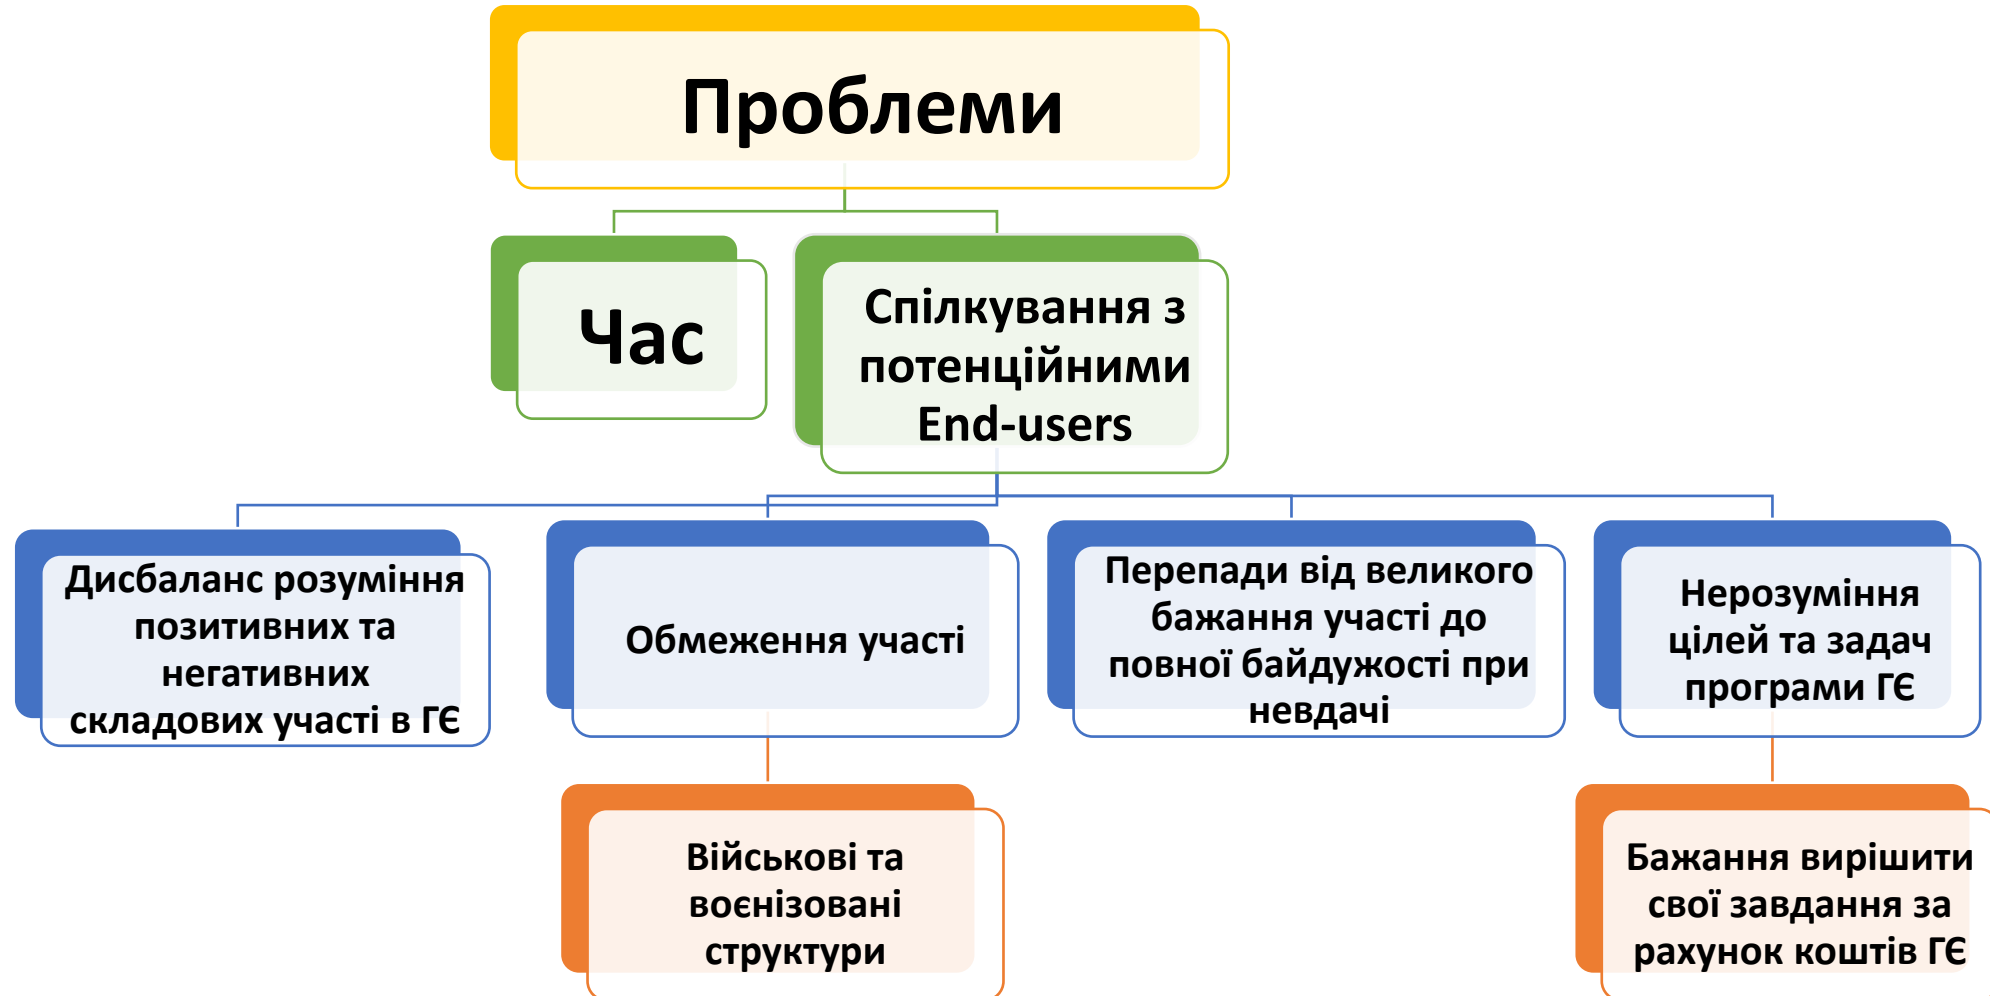 Проблеми
Час
Спілкування з
потенційними
End-users
Дисбаланс розуміння
позитивних та
негативних
складових участі в ГЄ
Обмеження участі
Перепади від великого
бажання участі до
повної байдужості при
невдачі
Нерозуміння
цілей та задач
програми ГЄ
Військові та
воєнізовані
структури
Бажання вирішити
свої завдання за
рахунок коштів ГЄ